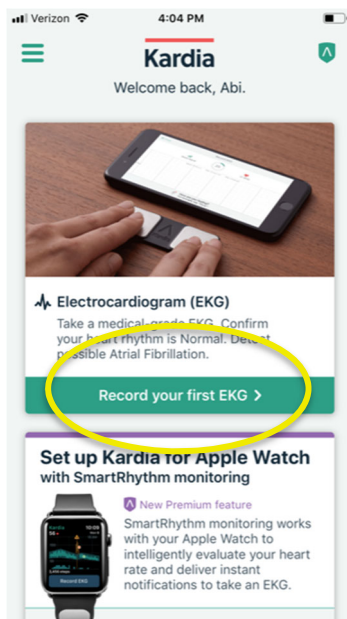 Verizon 4:04 PM
Kardia
Welcome back, Abi.
Electrocardiogram (EKG)
Take a medical-grade EKG. Confirm
your heart rhythm is Normal. Detect
possible Atrial Fibrillation.
Record your first EKG >
Set up Kardia for Apple Watch
with SmartRhythm monitoring
New Premium feature
SmartRhythm monitoring works
with your Apple Watch to
intelligently evaluate your heart
rate and deliver instant
notifications to take an EKG.
Kardia 10:09
Record EKG